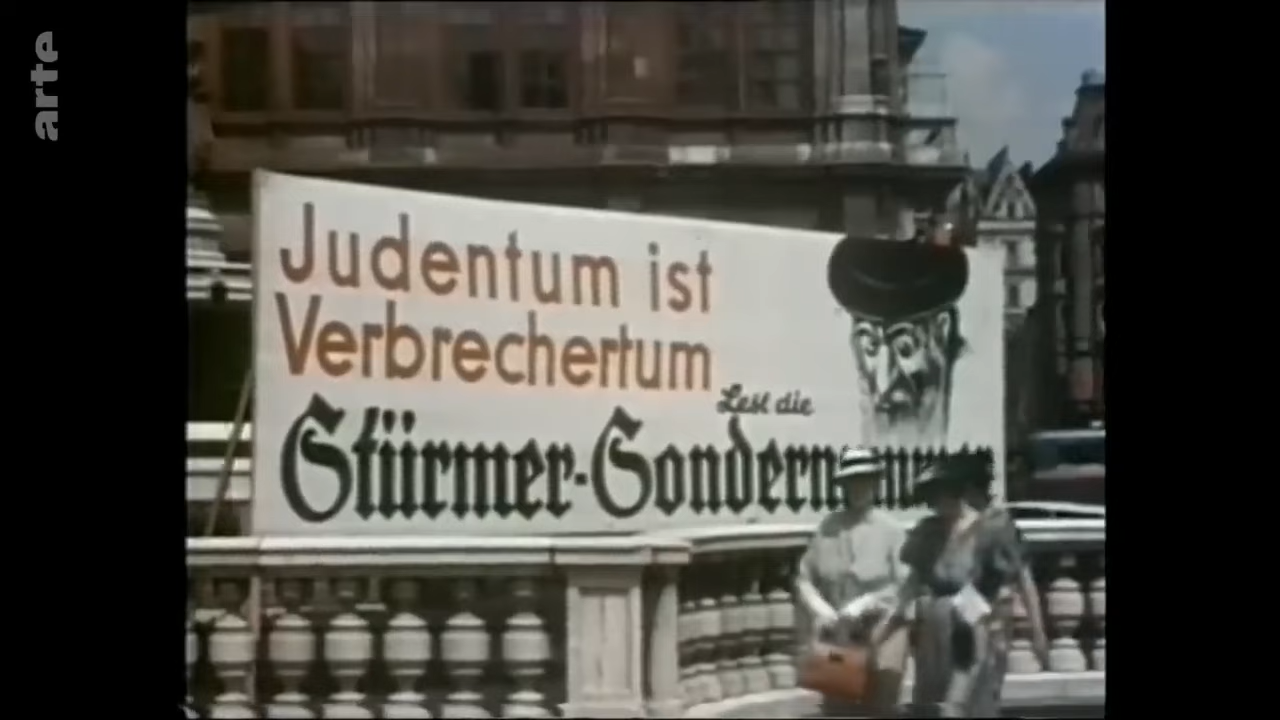 arte
Judentum ist
Verbrechertum
Lest die
Stürmer-Sondern